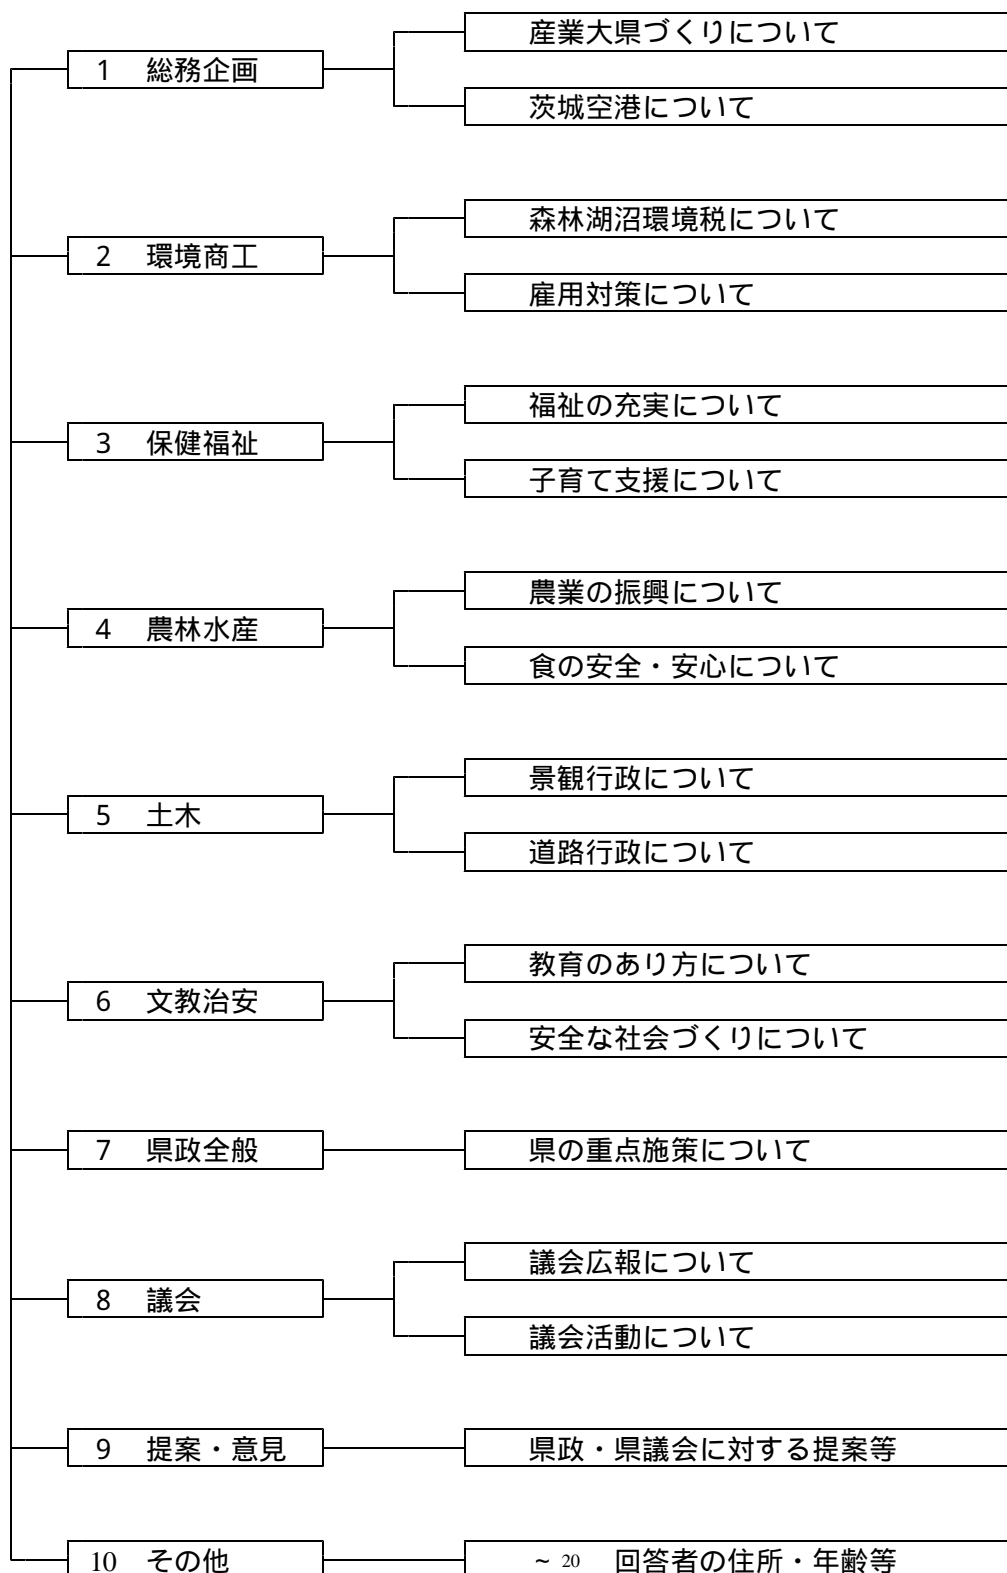 1 総務企画
産業大県づくりについて
茨城空港について
2 環境商工
森林湖沼環境税について
雇用対策について
3 保健福祉
福祉の充実について
子育て支援について
4 農林水産
農業の振興について
食の安全・安心について
5 土木
景観行政について
道路行政について
6 文教治安
教育のあり方について
安全な社会づくりについて
7 県政全般
県の重点施策について
8 議会
議会広報について
議会活動について
9 提案・意見
県政・県議会に対する提案等
10 その他
~ 20 回答者の住所・年齢等